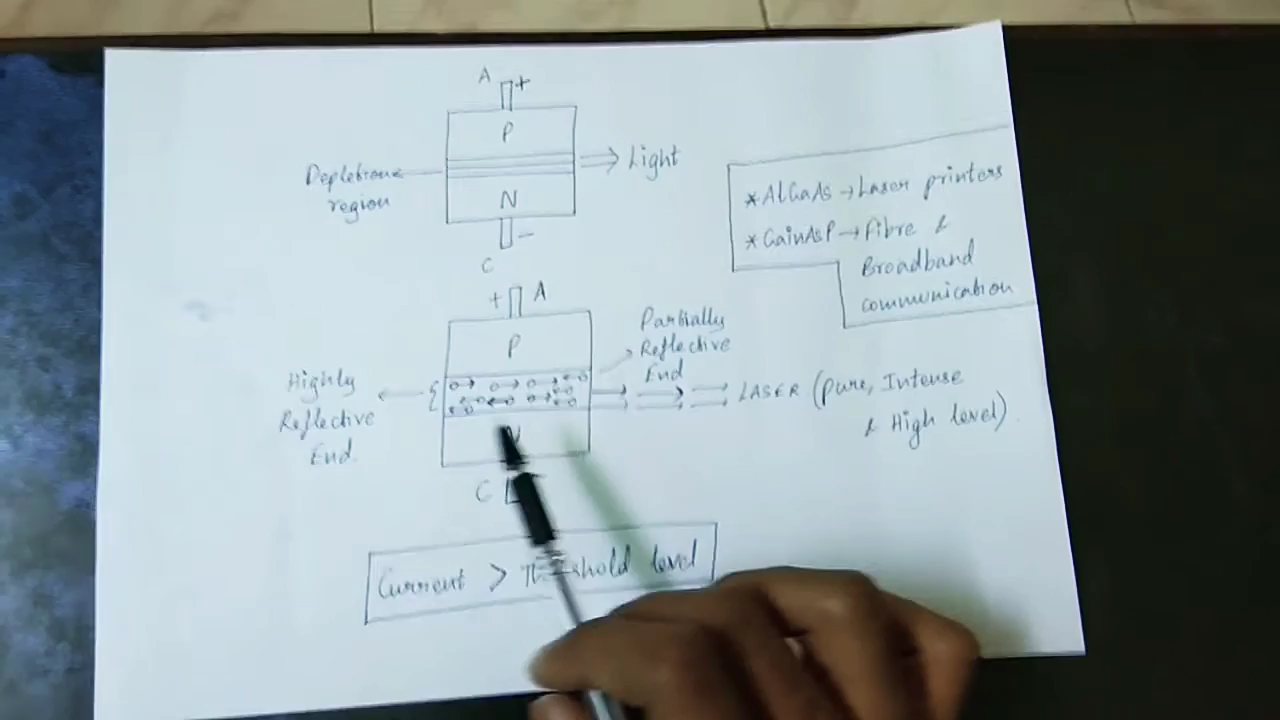 A +
P
Depletion
region
Light
N
-
C
* AlGaAs → Laser printers
* GainAsP → Fibre &
Broadband
communication
+ A
P
Partially
Reflective
End
Highly
Reflective
End
LASER (Pure, Intense
& High level)
C
Current > level